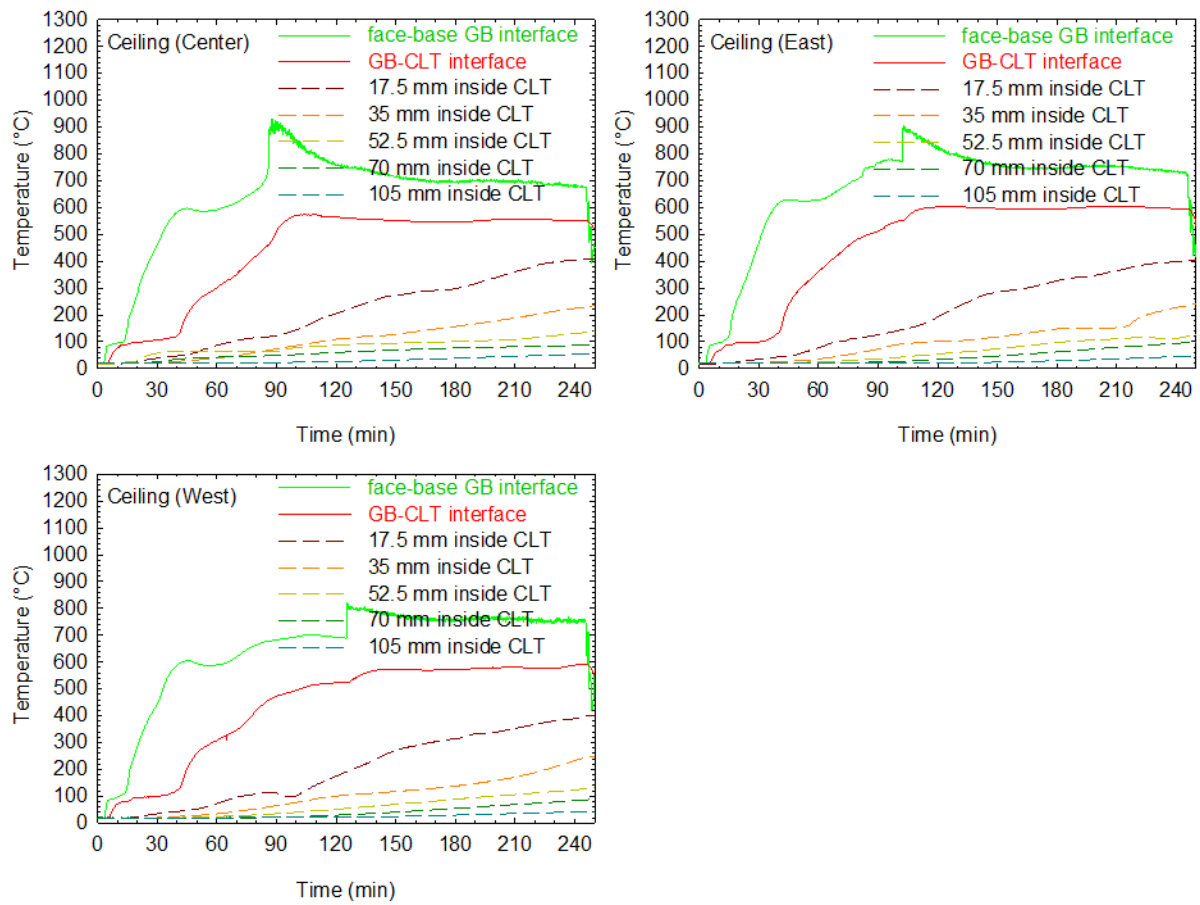 Ceiling (Center)
face-base GB interface
GB-CLT interface
17.5 mm inside CLT
35 mm inside CLT
52.5 mm inside CLT
70 mm inside CLT
105 mm inside CLT
1300
1200
1100
1000
900
800
700
600
500
400
300
200
100
0
Temperature (°C)
0 30 60 90 120 150 180 210 240
Time (min)
Ceiling (East)
face-base GB interface
GB-CLT interface
17.5 mm inside CLT
35 mm inside CLT
52.5 mm inside CLT
70 mm inside CLT
105 mm inside CLT
1300
1200
1100
1000
900
800
700
600
500
400
300
200
100
0
Temperature (°C)
0 30 60 90 120 150 180 210 240
Time (min)
Ceiling (West)
face-base GB interface
GB-CLT interface
17.5 mm inside CLT
35 mm inside CLT
52.5 mm inside CLT
70 mm inside CLT
105 mm inside CLT
1300
1200
1100
1000
900
800
700
600
500
400
300
200
100
0
Temperature (°C)
0 30 60 90 120 150 180 210 240
Time (min)